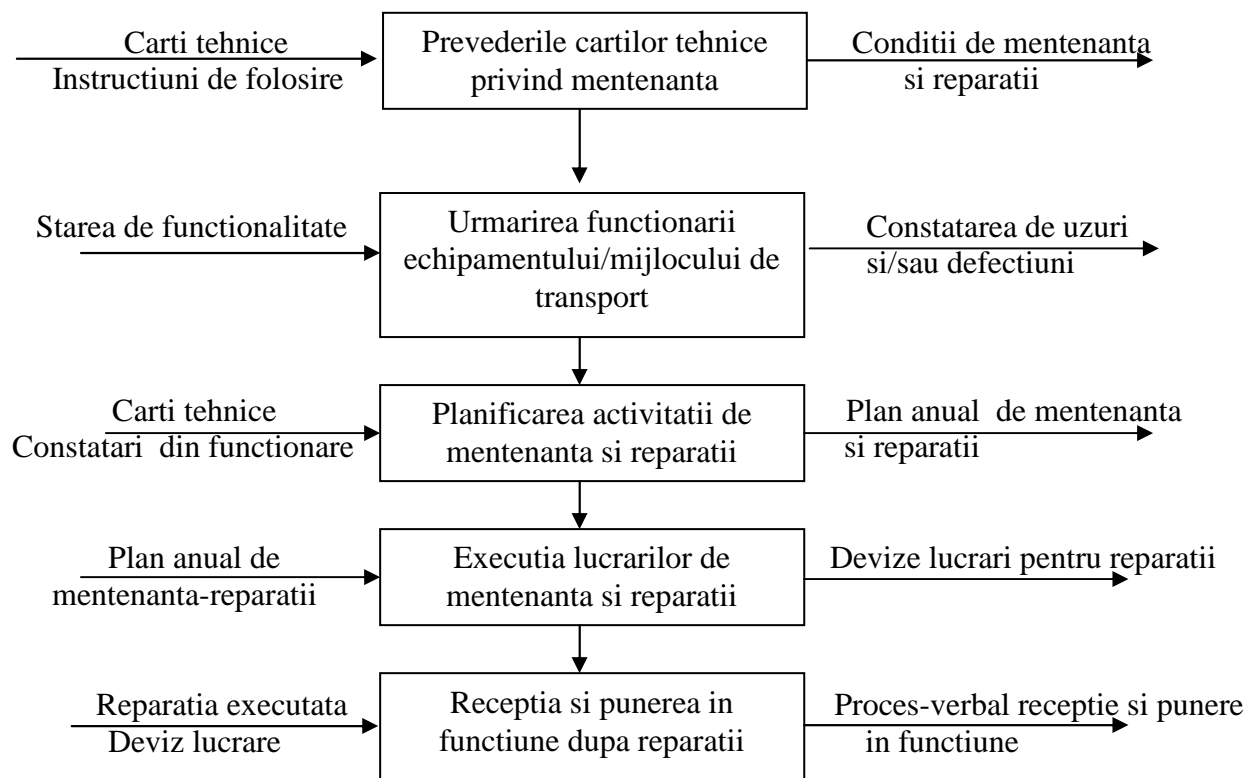 Carti tehnice
Instructiuni de folosire
Prevederile cartilor tehnice
privind mentenanta
Conditii de mentenanta
si reparatii
Starea de functionalitate
Urmarirea functionarii
echipamentului/mijlocului de
transport
Constatarea de uzuri
si/sau defectiuni
Carti tehnice
Constatari din functionare
Planificarea activitatii de
mentenanta si reparatii
Plan anual de mentenanta
si reparatii
Plan anual de
mentenanta-reparatii
Executia lucrarilor de
mentenanta si reparatii
Devize lucrari pentru reparatii
Reparatia executata
Deviz lucrare
Receptia si punerea in
functiune dupa reparatii
Proces-verbal receptie si punere
in functiune